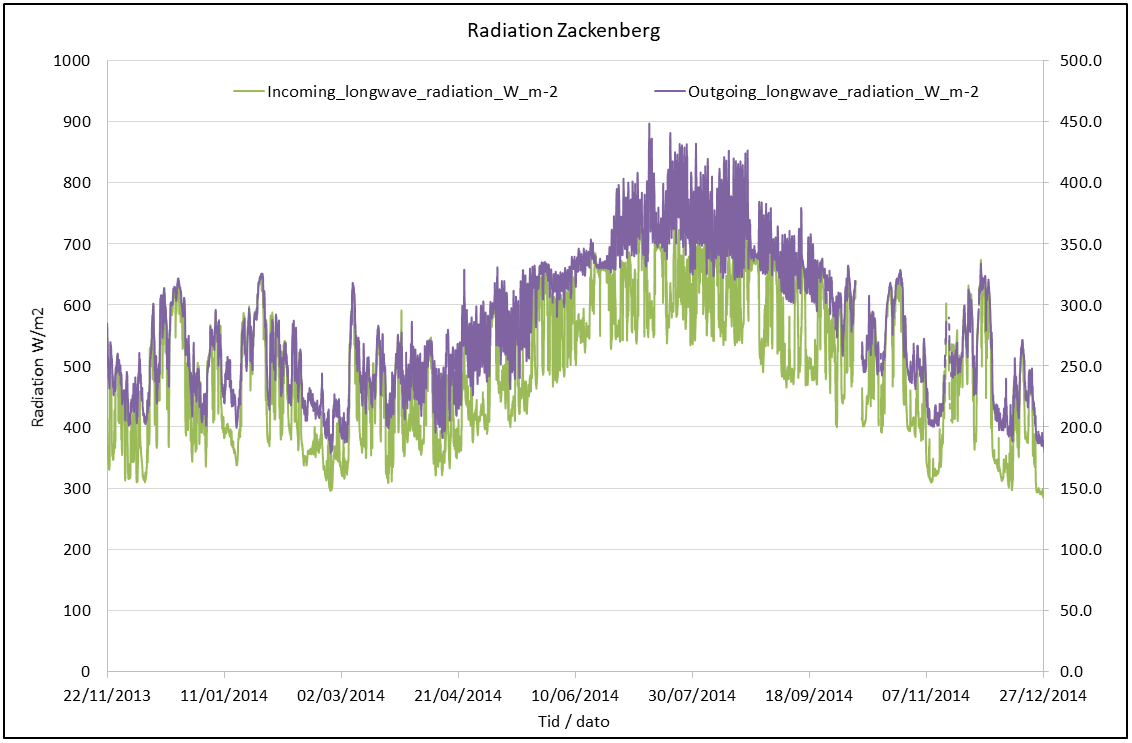 Radiation Zackenberg
Incoming_longwave_radiation_W_m-2 Outgoing_longwave_radiation_W_m-2
Radiation W/m2
1000 500.0
900 450.0
800 400.0
700 350.0
600 300.0
500 250.0
400 200.0
300 150.0
200 100.0
100 50.0
0 0.0
22/11/2013 11/01/2014 02/03/2014 21/04/2014 10/06/2014 30/07/2014 18/09/2014 07/11/2014 27/12/2014
Tid / dato